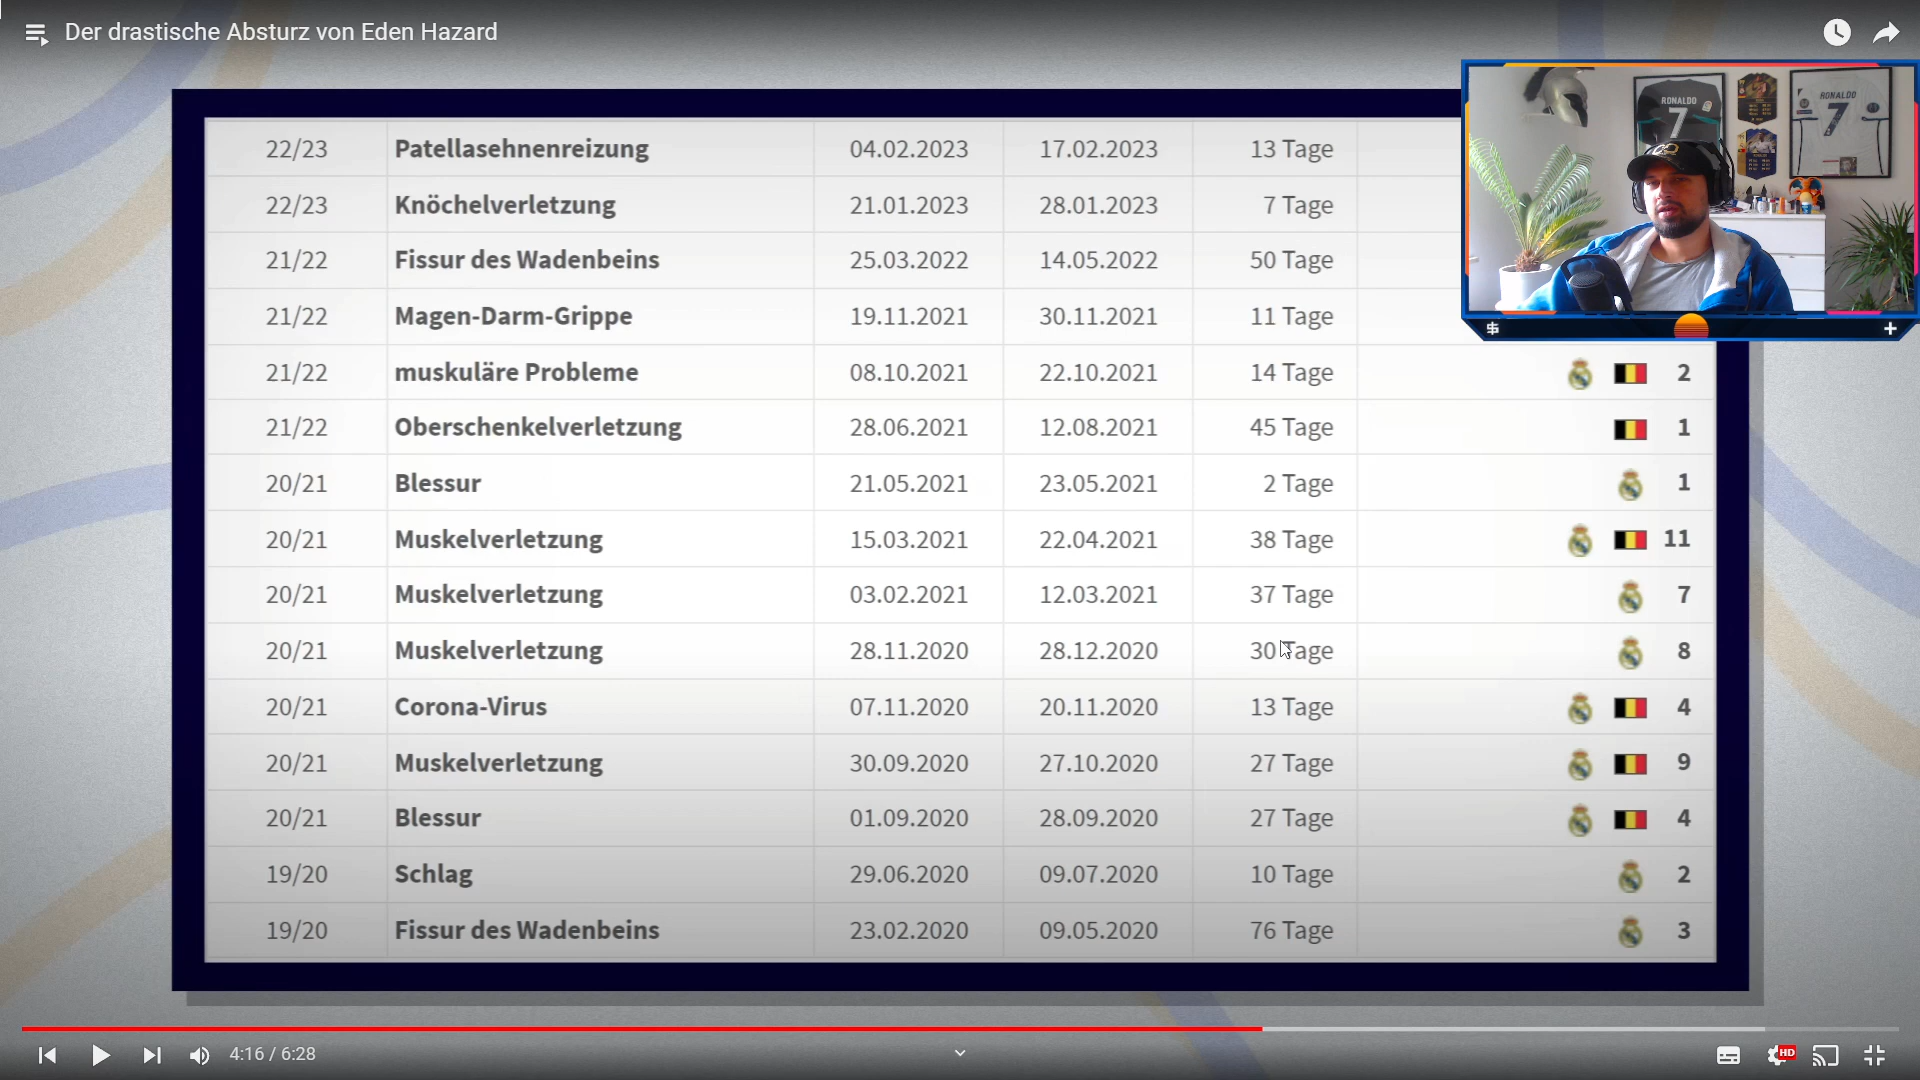 Der drastische Absturz von Eden Hazard
RONALDO
7
RONALDO
7
22/23 Patellasehnenreizung 04.02.2023 17.02.2023 13 Tage
22/23 Knöchelverletzung 21.01.2023 28.01.2023 7 Tage
21/22 Fissur des Wadenbeins 25.03.2022 14.05.2022 50 Tage
21/22 Magen-Darm-Grippe 19.11.2021 30.11.2021 11 Tage
21/22 muskuläre Probleme 08.10.2021 22.10.2021 14 Tage 2
21/22 Oberschenkelverletzung 28.06.2021 12.08.2021 45 Tage 1
20/21 Blessur 21.05.2021 23.05.2021 2 Tage 1
20/21 Muskelverletzung 15.03.2021 22.04.2021 38 Tage 11
20/21 Muskelverletzung 03.02.2021 12.03.2021 37 Tage 7
20/21 Muskelverletzung 28.11.2020 28.12.2020 30 Tage 8
20/21 Corona-Virus 07.11.2020 20.11.2020 13 Tage 4
20/21 Muskelverletzung 30.09.2020 27.10.2020 27 Tage 9
20/21 Blessur 01.09.2020 28.09.2020 27 Tage 4
19/20 Schlag 29.06.2020 09.07.2020 10 Tage 2
19/20 Fissur des Wadenbeins 23.02.2020 09.05.2020 76 Tage 3
4:16 / 6:28
HD